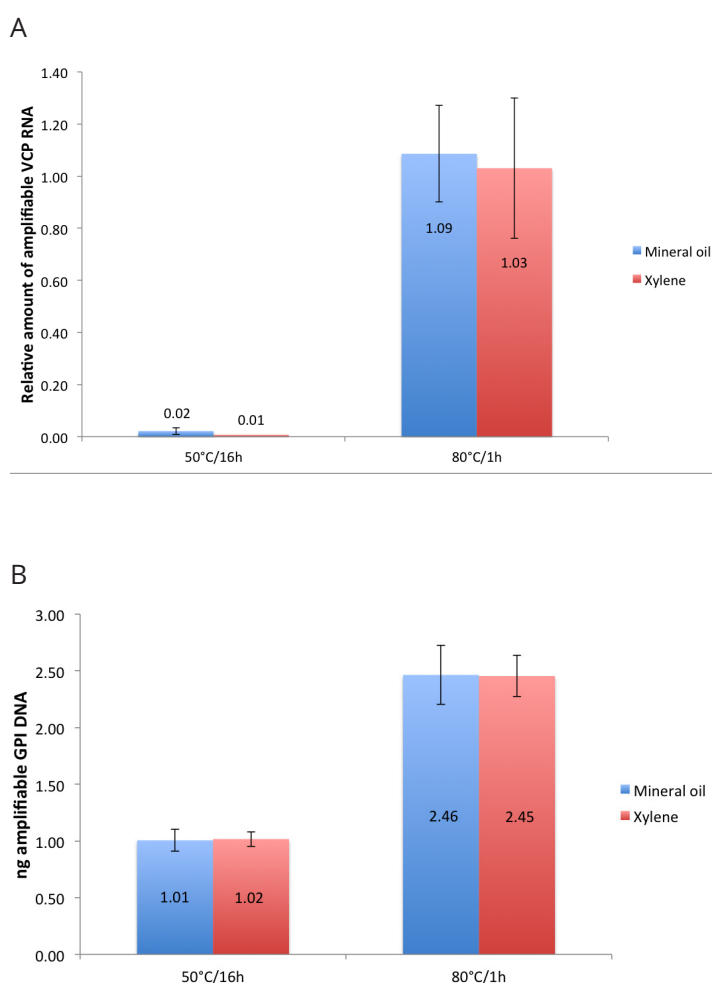 A
Relative amount of amplifiable VCP RNA
1.40
1.20
1.00
0.80
0.60
0.40
0.20
0.00
0.02
0.01
1.09
1.03
50°C/16h
80°C/1h
Mineral oil
Xylene
B
ng amplifiable GPI DNA
3.00
2.50
2.00
1.50
1.00
0.50
0.00
1.01
1.02
2.46
2.45
50°C/16h
80°C/1h
Mineral oil
Xylene